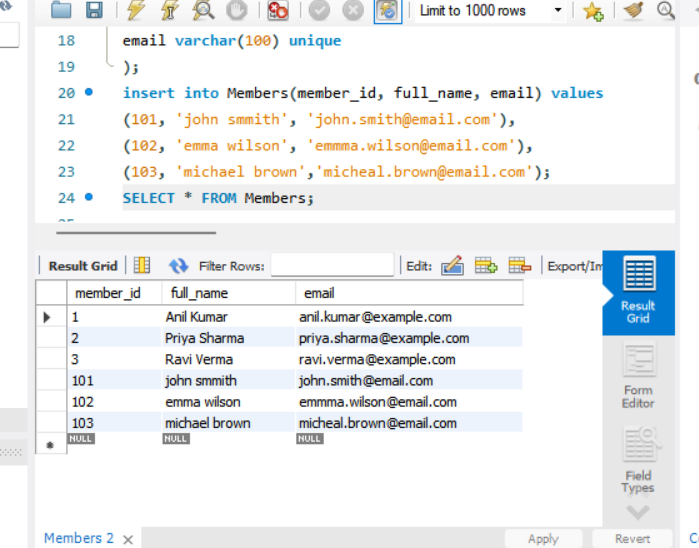 Limit to 1000 rows
18 email varchar(100) unique
19 );
20 insert into Members(member_id, full_name, email) values
21 (101, 'john smmith', 'john.smith@email.com'),
22 (102, 'emma wilson', 'emmma.wilson@email.com'),
23 (103, 'michael brown','micheal.brown@email.com');
24 SELECT * FROM Members;
Result Grid Filter Rows: Edit: Export/Im
member_id full_name email
1 Anil Kumar anil.kumar@example.com
2 Priya Sharma priya.sharma@example.com
3 Ravi Verma ravi.verma@example.com
101 john smmith john.smith@email.com
102 emma wilson emmma.wilson@email.com
103 michael brown micheal.brown@email.com
NULL NULL NULL
Result
Grid
Form
Editor
Field
Types
Members 2 Apply Revert